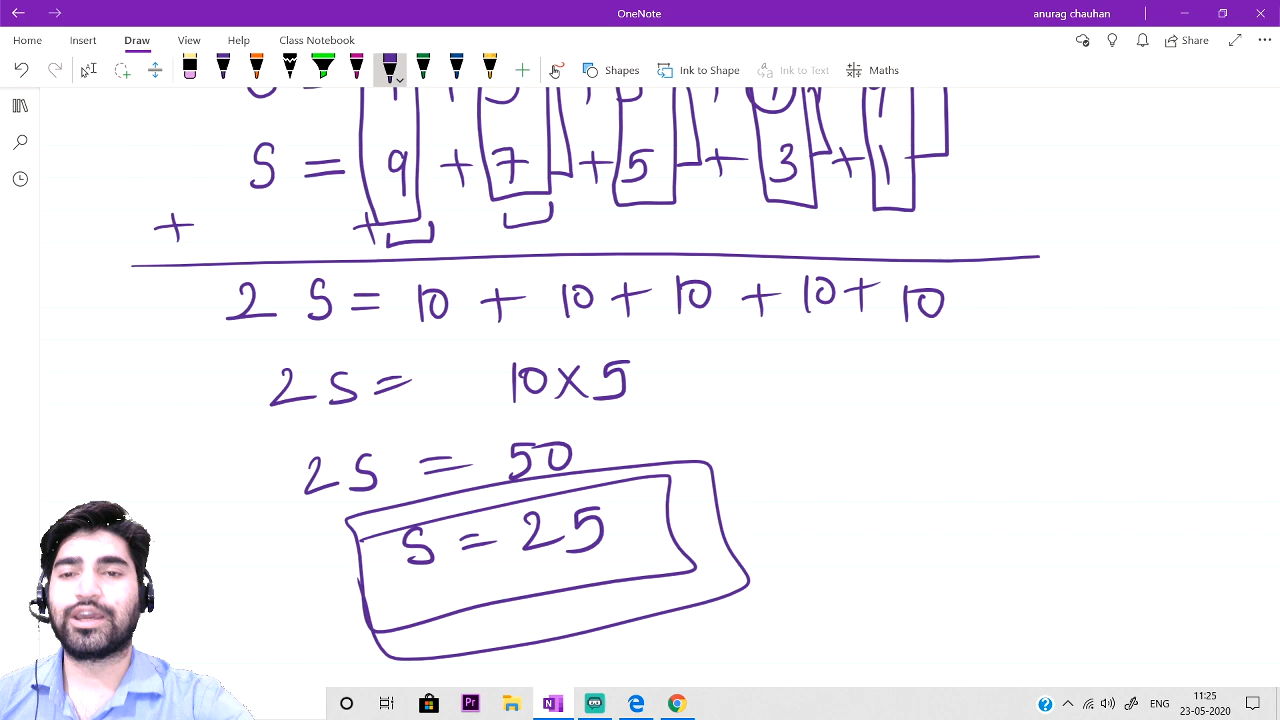 OneNote
anurag chauhan
Home Insert Draw View Help Class Notebook
Share
Shapes Ink to Shape Ink to Text Maths
S = 9 + 7 + 5 + 3 + 1
+ +
2 S = 10 + 10 + 10 + 10 + 10
2S = 10 x 5
2S = 50
S = 25
Pr N ? ENG 11:25
23-05-2020